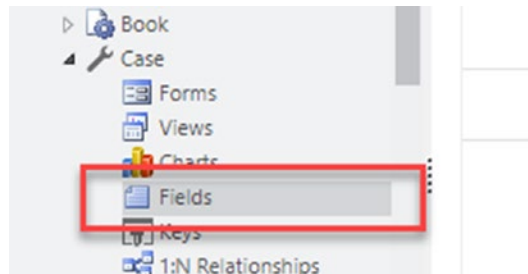 Book
Case
Forms
Views
Charts
Fields
Keys
1:N Relationships